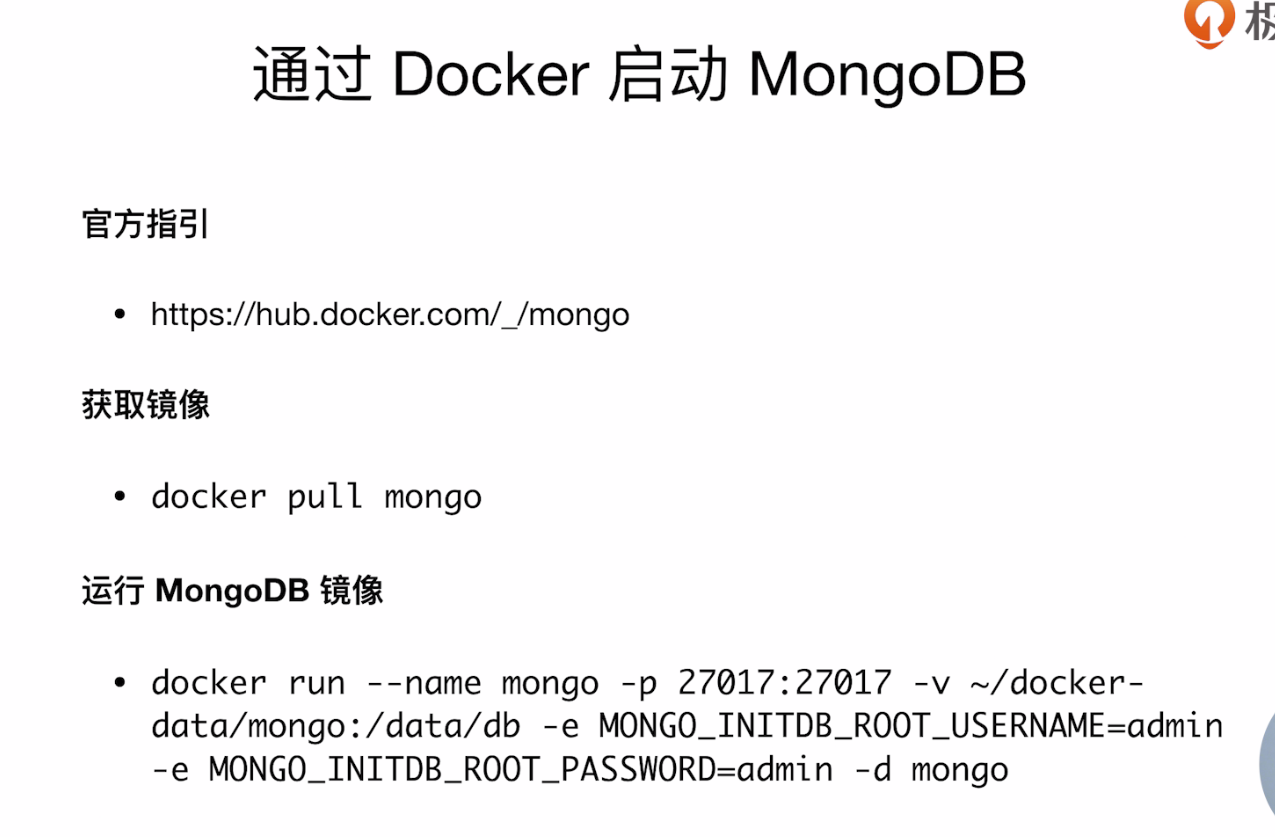 极
通过 Docker 启动 MongoDB
官方指引
• https://hub.docker.com/_/mongo
获取镜像
• docker pull mongo
运行 MongoDB 镜像
• docker run --name mongo -p 27017:27017 -v ~/docker-
data/mongo:/data/db -e MONGO_INITDB_ROOT_USERNAME=admin
-e MONGO_INITDB_ROOT_PASSWORD=admin -d mongo